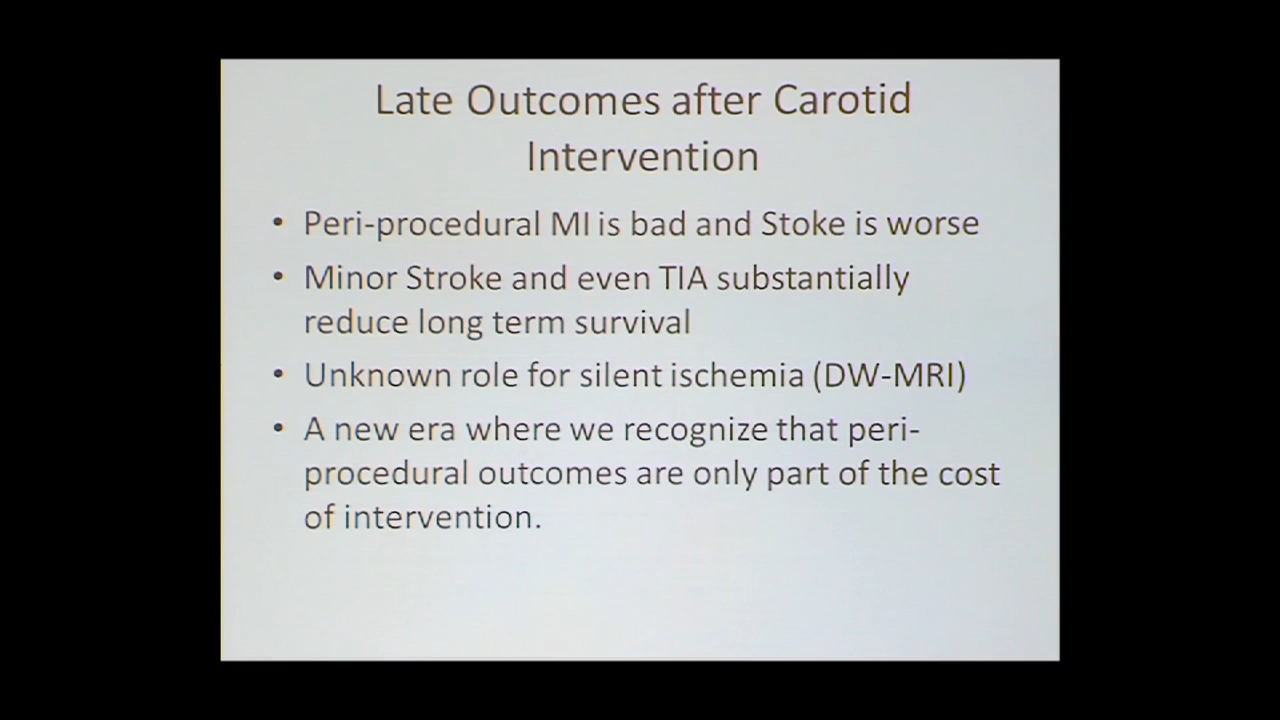 Late Outcomes after Carotid
Intervention
• Peri-procedural MI is bad and Stoke is worse
• Minor Stroke and even TIA substantially
reduce long term survival
• Unknown role for silent ischemia (DW-MRI)
• A new era where we recognize that peri-
procedural outcomes are only part of the cost
of intervention.